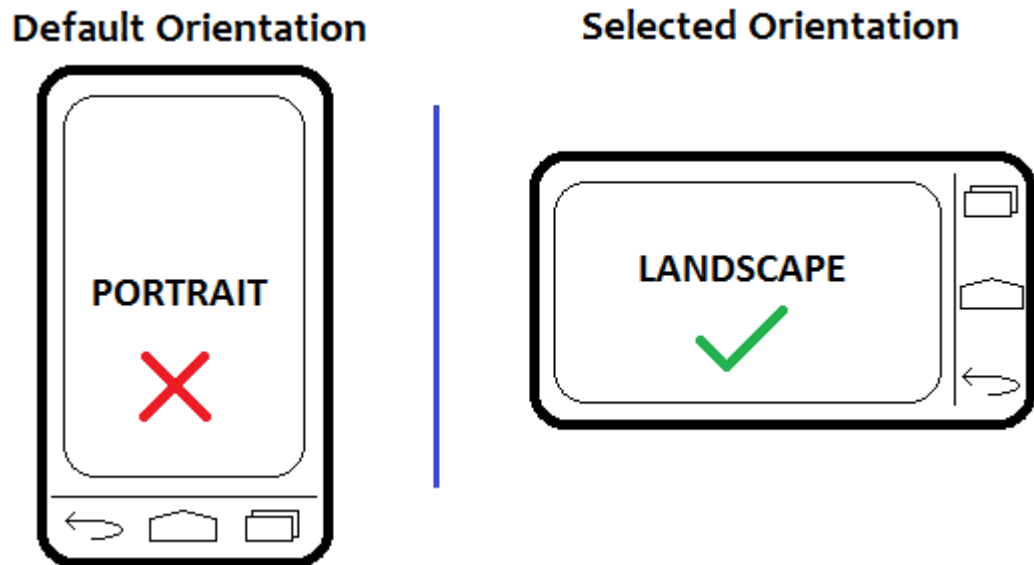 Default Orientation
Selected Orientation
PORTRAIT
LANDSCAPE